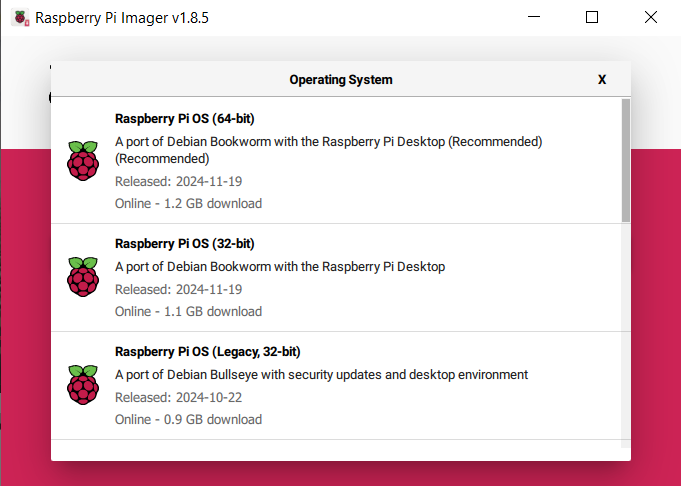 Raspberry Pi Imager v1.8.5
Operating System
X
Raspberry Pi OS (64-bit)
A port of Debian Bookworm with the Raspberry Pi Desktop (Recommended)
(Recommended)
Released: 2024-11-19
Online - 1.2 GB download
Raspberry Pi OS (32-bit)
A port of Debian Bookworm with the Raspberry Pi Desktop
Released: 2024-11-19
Online - 1.1 GB download
Raspberry Pi OS (Legacy, 32-bit)
A port of Debian Bullseye with security updates and desktop environment
Released: 2024-10-22
Online - 0.9 GB download